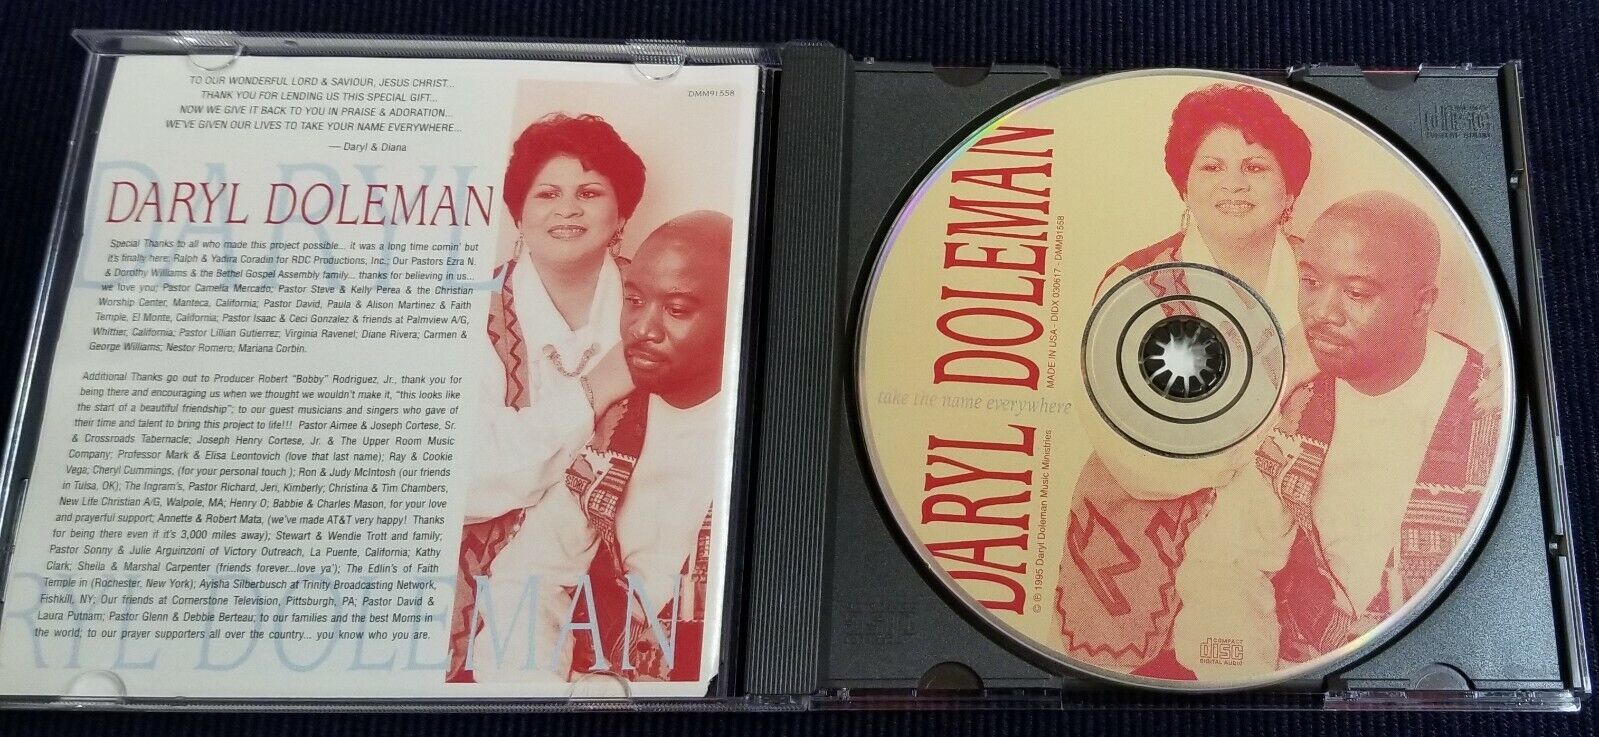 TO OUR WONDERFUL LORD & SAVIOUR, JESUS CHRIST...
THANK YOU FOR LENDING US THIS SPECIAL GIFT...
NOW WE GIVE IT BACK TO YOU IN PRAISE & ADORATION...
WE'VE GIVEN OUR LIVES TO TAKE YOUR NAME EVERYWHERE...
— Daryl & Diana
DMM91558
DARYL
DARYL DOLEMAN
Special Thanks to all who made this project possible... it was a long time comin' but
it's finally here; Ralph & Yadira Coradin for RDC Productions, Inc.; Our Pastors Ezra N.
& Dorothy Williams & the Bethel Gospel Assembly family... thanks for believing in us...
we love you; Pastor Camelia Mercado; Pastor Steve & Kelly Perea & the Christian
Worship Center, Manteca, California; Pastor David, Paula & Alison Martinez & Faith
Temple, El Monte, California; Pastor Isaac & Ceci Gonzalez & friends at Palmview A/G,
Whittier, California; Pastor Lillian Gutierrez; Virginia Ravenel; Diane Rivera; Carmen &
George Williams; Nestor Romero; Mariana Corbin.
Additional Thanks go out to Producer Robert "Bobby" Rodriguez, Jr., thank you for
being there and encouraging us when we thought we wouldn't make it, "this looks like
the start of a beautiful friendship"; to our guest musicians and singers who gave of
their time and talent to bring this project to life!!! Pastor Aimee & Joseph Cortese, Sr.
& Crossroads Tabernacle; Joseph Henry Cortese, Jr. & The Upper Room Music
Company; Professor Mark & Elisa Leontovich (love that last name); Ray & Cookie
Vega; Cheryl Cummings, (for your personal touch ); Ron & Judy McIntosh (our friends
in Tulsa, OK); The Ingram's, Pastor Richard, Jeri, Kimberly; Christina & Tim Chambers,
New Life Christian A/G, Walpole, MA; Henry O; Babbie & Charles Mason, for your love
and prayerful support; Annette & Robert Mata, (we've made AT&T very happy! Thanks
for being there even if it's 3,000 miles away); Stewart & Wendie Trott and family;
Pastor Sonny & Julie Arguinzoni of Victory Outreach, La Puente, California; Kathy
Clark; Sheila & Marshal Carpenter (friends forever...love ya'); The Edlin's of Faith
Temple in (Rochester, New York); Ayisha Silberbusch at Trinity Broadcasting Network,
Fishkill, NY; Our friends at Cornerstone Television, Pittsburgh, PA; Pastor David &
Laura Putnam; Pastor Glenn & Debbie Berteau; to our families and the best Moms in
the world; to our prayer supporters all over the country... you know who you are.
RYL DOLEMAN
DARYL DOLEMAN
take the name everywhere
© ℗ 1995 Daryl Doleman Music Ministries MADE IN USA - DIDX 030617 - DMM91558
COMPACT
disc
DIGITAL AUDIO
disc
disc